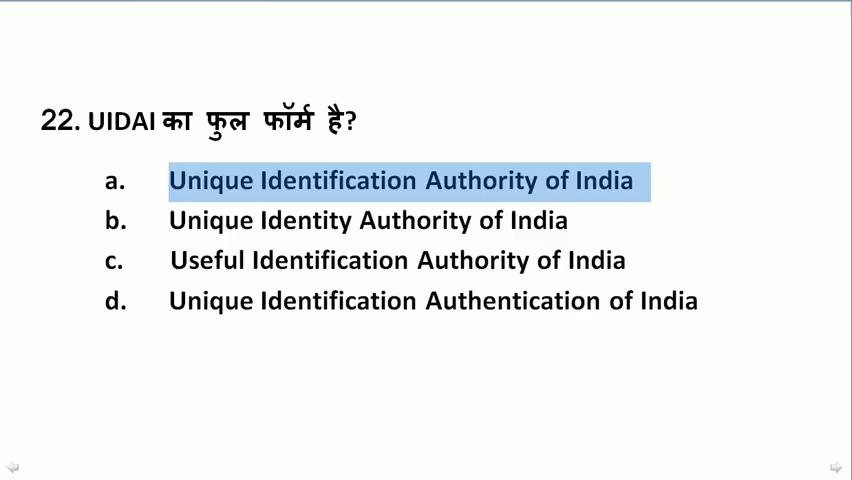 22. UIDAI का फुल फॉर्म है?
a. Unique Identification Authority of India
b. Unique Identity Authority of India
c. Useful Identification Authority of India
d. Unique Identification Authentication of India